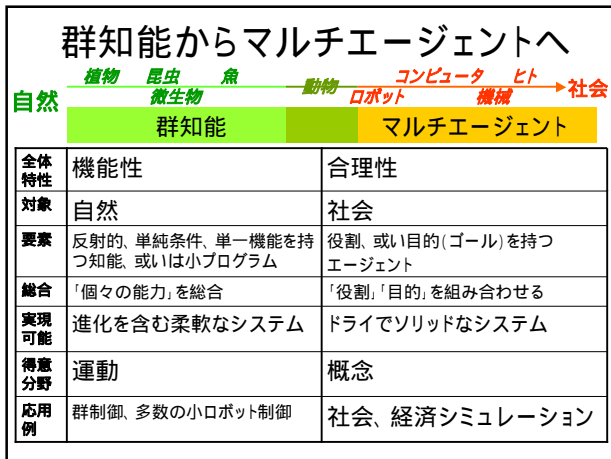 群知能からマルチエージェントへ
植物 昆虫 魚 動物 コンピュータ ヒト
自然 微生物 ロボット 機械 社会
群知能 マルチエージェント
全体 機能性 合理性
特性
対象 自然 社会
要素 反射的、単純条件、単一機能を持 役割、或い目的(ゴール)を持つ
つ知能、或いは小プログラム エージェント
総合 「個々の能力」を総合 「役割」「目的」を組み合わせる
実現 進化を含む柔軟なシステム ドライでソリッドなシステム
可能
得意 運動 概念
分野
応用 群制御、多数の小ロボット制御 社会、経済シミュレーション
例